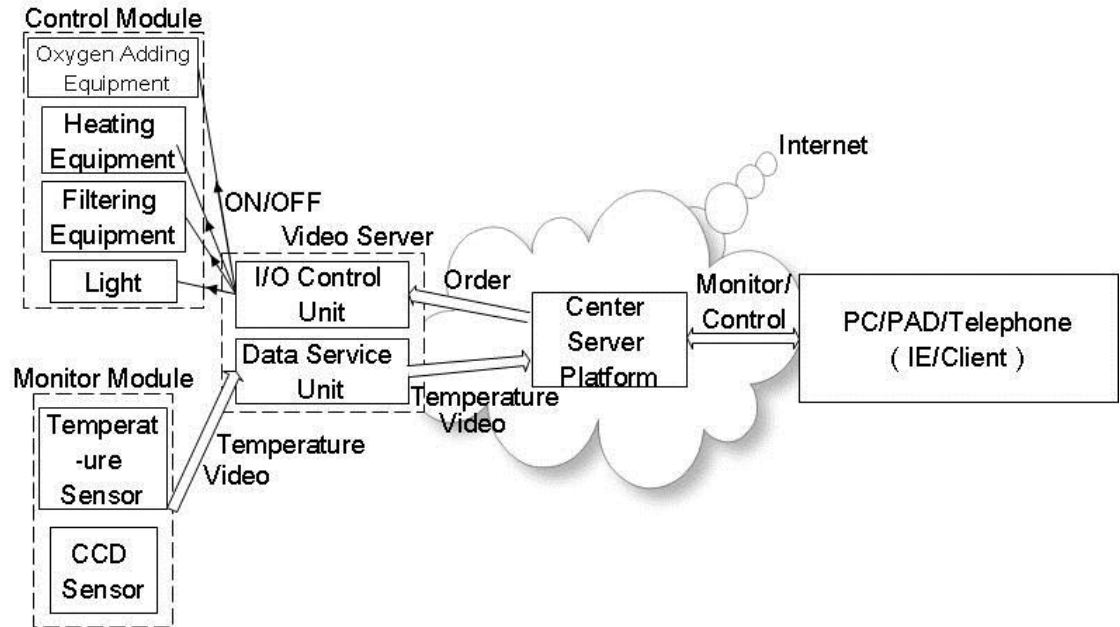 Control Module
Oxygen Adding
Equipment
Heating
Equipment
Filtering
Equipment
Light
ON/OFF
Video Server
I/O Control
Unit
Data Service
Unit
Monitor Module
Temperat
-ure
Sensor
CCD
Sensor
Temperature
Video
Order
Temperature
Video
Center
Server
Platform
Internet
Monitor/
Control
PC/PAD/Telephone
( IE/Client )